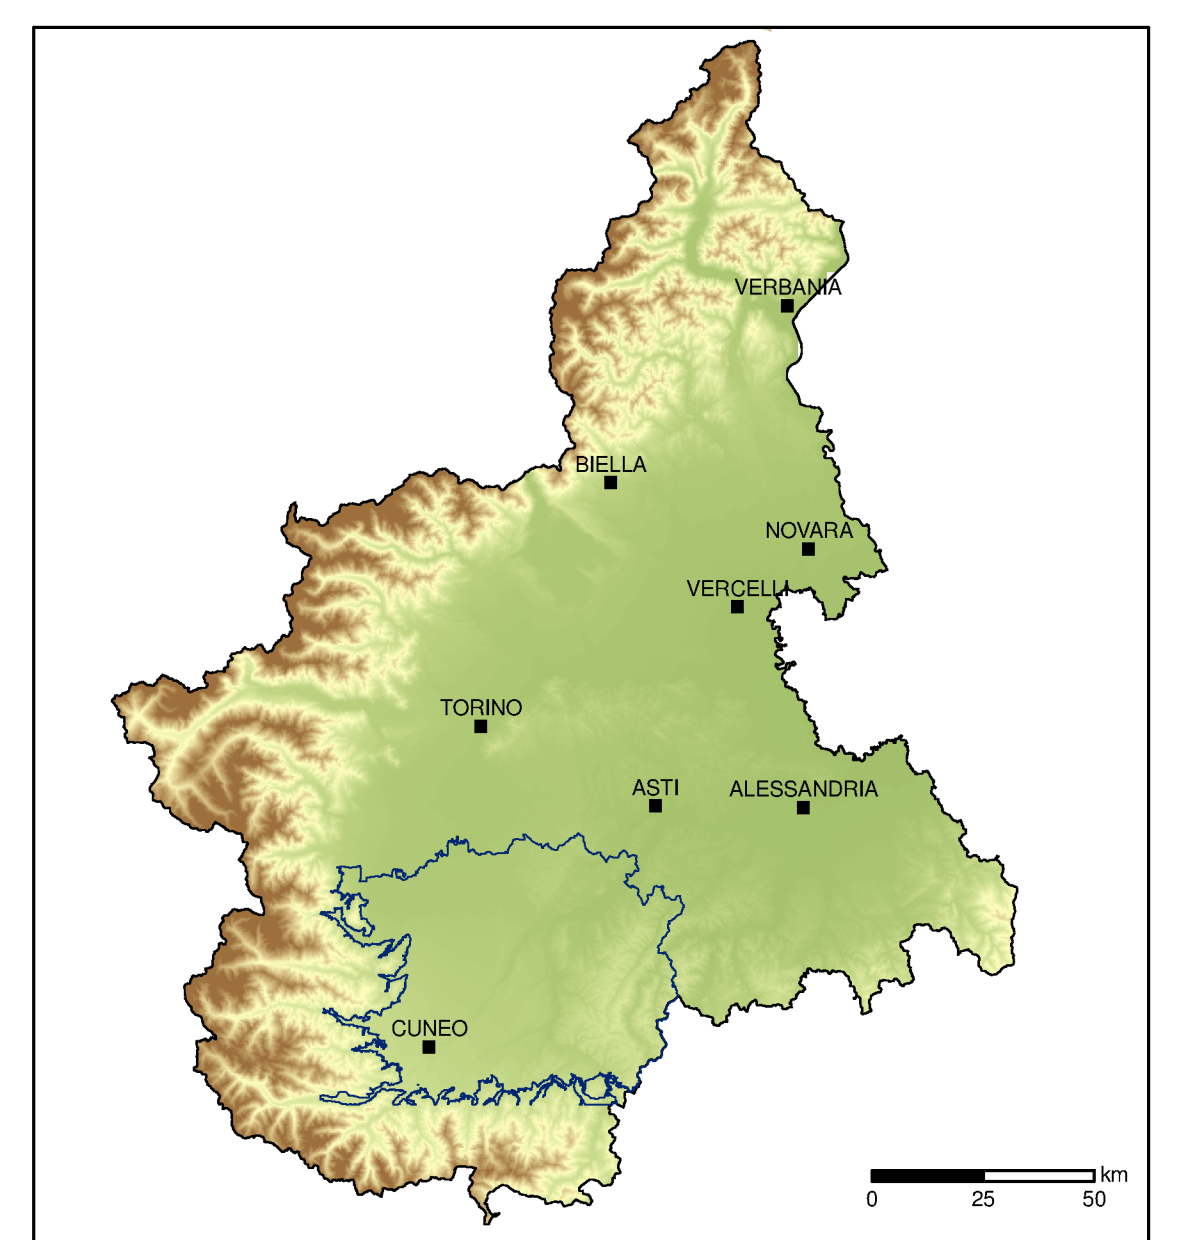 VERBANIA
BIELLA
NOVARA
VERCELLI
TORINO
ASTI
ALESSANDRIA
CUNEO
km
0 25 50